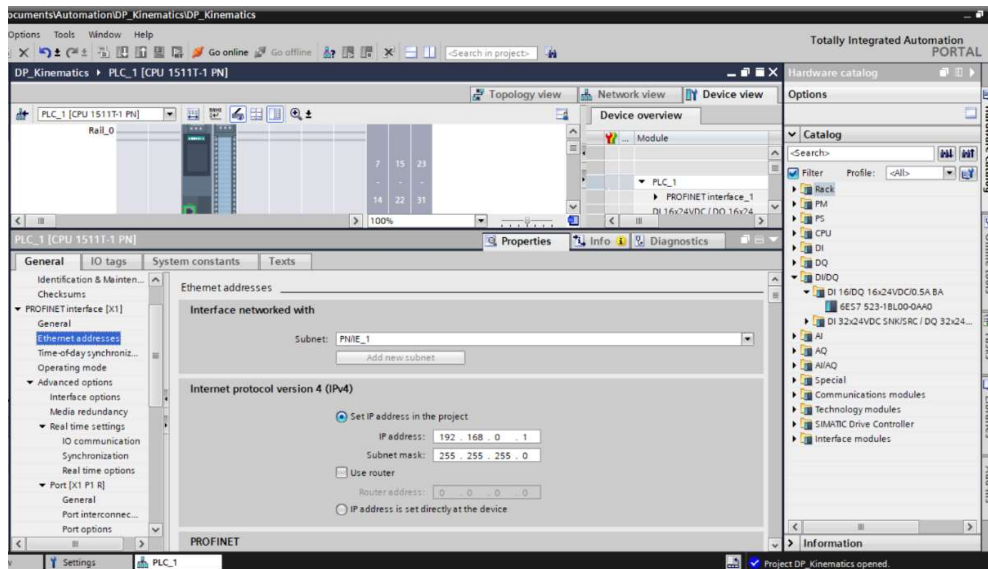 ocuments\Automation\DP_Kinematics\DP_Kinematics
Options Tools Window Help
Totally Integrated Automation
PORTAL
Go online Go offline <Search in project>
DP_Kinematics ▸ PLC_1 [CPU 1511T-1 PN]
Hardware catalog
Topology view Network view Device view
Options
PLC_1 [CPU 1511T-1 PN]
Device overview
Rail_0
... Module
Catalog
<Search>
7 15 23
- - -
14 22 31
PLC_1
PROFINET interface_1
DI 16x24VDC / DQ 16x24...
100%
Filter Profile: <All>
Rack
PM
PS
CPU
DI
DQ
DI/DQ
DI 16/DQ 16x24VDC/0.5A BA
6ES7 523-1BL00-0AA0
DI 32x24VDC SNK/SRC / DQ 32x24...
AI
AQ
AI/AQ
Special
Communications modules
Technology modules
SIMATIC Drive Controller
Interface modules
Information
PLC_1 [CPU 1511T-1 PN]
Properties Info Diagnostics
General IO tags System constants Texts
Identification & Mainten...
Checksums
PROFINET interface [X1]
General
Ethernet addresses
Time-of-day synchroniz...
Operating mode
Advanced options
Interface options
Media redundancy
Real time settings
IO communication
Synchronization
Real time options
Port [X1 P1 R]
General
Port interconnec...
Port options
Ethernet addresses
Interface networked with
Subnet: PN/IE_1
Add new subnet
Internet protocol version 4 (IPv4)
Set IP address in the project
IP address: 192 . 168 . 0 . 1
Subnet mask: 255 . 255 . 255 . 0
Use router
Router address: 0 . 0 . 0 . 0
IP address is set directly at the device
PROFINET
Settings PLC_1
Project DP_Kinematics opened.